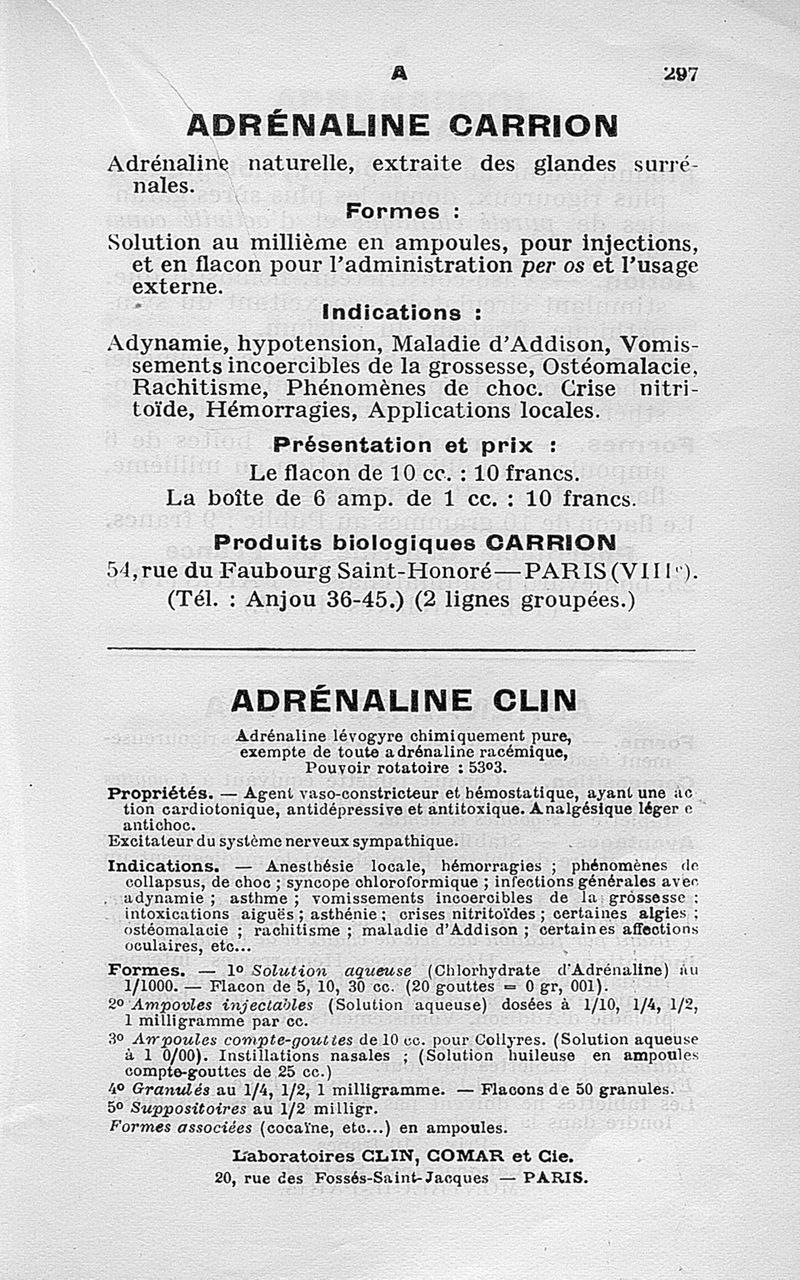 A 297
ADRÉNALINE CARRION
Adrénaline naturelle, extraite des glandes surré-
nales.
Formes :
Solution au millième en ampoules, pour injections,
et en flacon pour l'administration per os et l'usage
externe.
Indications :
Adynamie, hypotension, Maladie d'Addison, Vomis-
sements incoercibles de la grossesse, Ostéomalacie,
Rachitisme, Phénomènes de choc. Crise nitri-
toïde, Hémorragies, Applications locales.
Présentation et prix :
Le flacon de 10 cc. : 10 francs.
La boîte de 6 amp. de 1 cc. : 10 francs.
Produits biologiques CARRION
54, rue du Faubourg Saint-Honoré—PARIS (VIIIe).
(Tél. : Anjou 36-45.) (2 lignes groupées.)
ADRÉNALINE CLIN
Adrénaline lévogyre chimiquement pure,
exempte de toute adrénaline racémique,
Pouvoir rotatoire : 53°3.
Propriétés. — Agent vaso-constricteur et hémostatique, ayant une ac
tion cardiotonique, antidépressive et antitoxique. Analgésique léger e
antichoc.
Excitateur du système nerveux sympathique.
Indications. — Anesthésie locale, hémorragies ; phénomènes de
collapsus, de choc ; syncope chloroformique ; infections générales avec
adynamie ; asthme ; vomissements incoercibles de la grossesse ;
intoxications aiguës ; asthénie ; crises nitritoïdes ; certaines algies ;
ostéomalacie ; rachitisme ; maladie d'Addison ; certaines affections
oculaires, etc...
Formes. — 1º Solution aqueuse (Chlorhydrate d'Adrénaline) au
1/1000. — Flacon de 5, 10, 30 cc. (20 gouttes = 0 gr, 001).
2º Ampoules injectables (Solution aqueuse) dosées à 1/10, 1/4, 1/2,
1 milligramme par cc.
3º Ampoules compte-gouttes de 10 cc. pour Collyres. (Solution aqueuse
à 1 0/00). Instillations nasales ; (Solution huileuse en ampoules
compte-gouttes de 25 cc.)
4º Granulés au 1/4, 1/2, 1 milligramme. — Flacons de 50 granules.
5º Suppositoires au 1/2 milligr.
Formes associées (cocaïne, etc...) en ampoules.
Laboratoires CLIN, COMAR et Cie.
20, rue des Fossés-Saint-Jacques — PARIS.